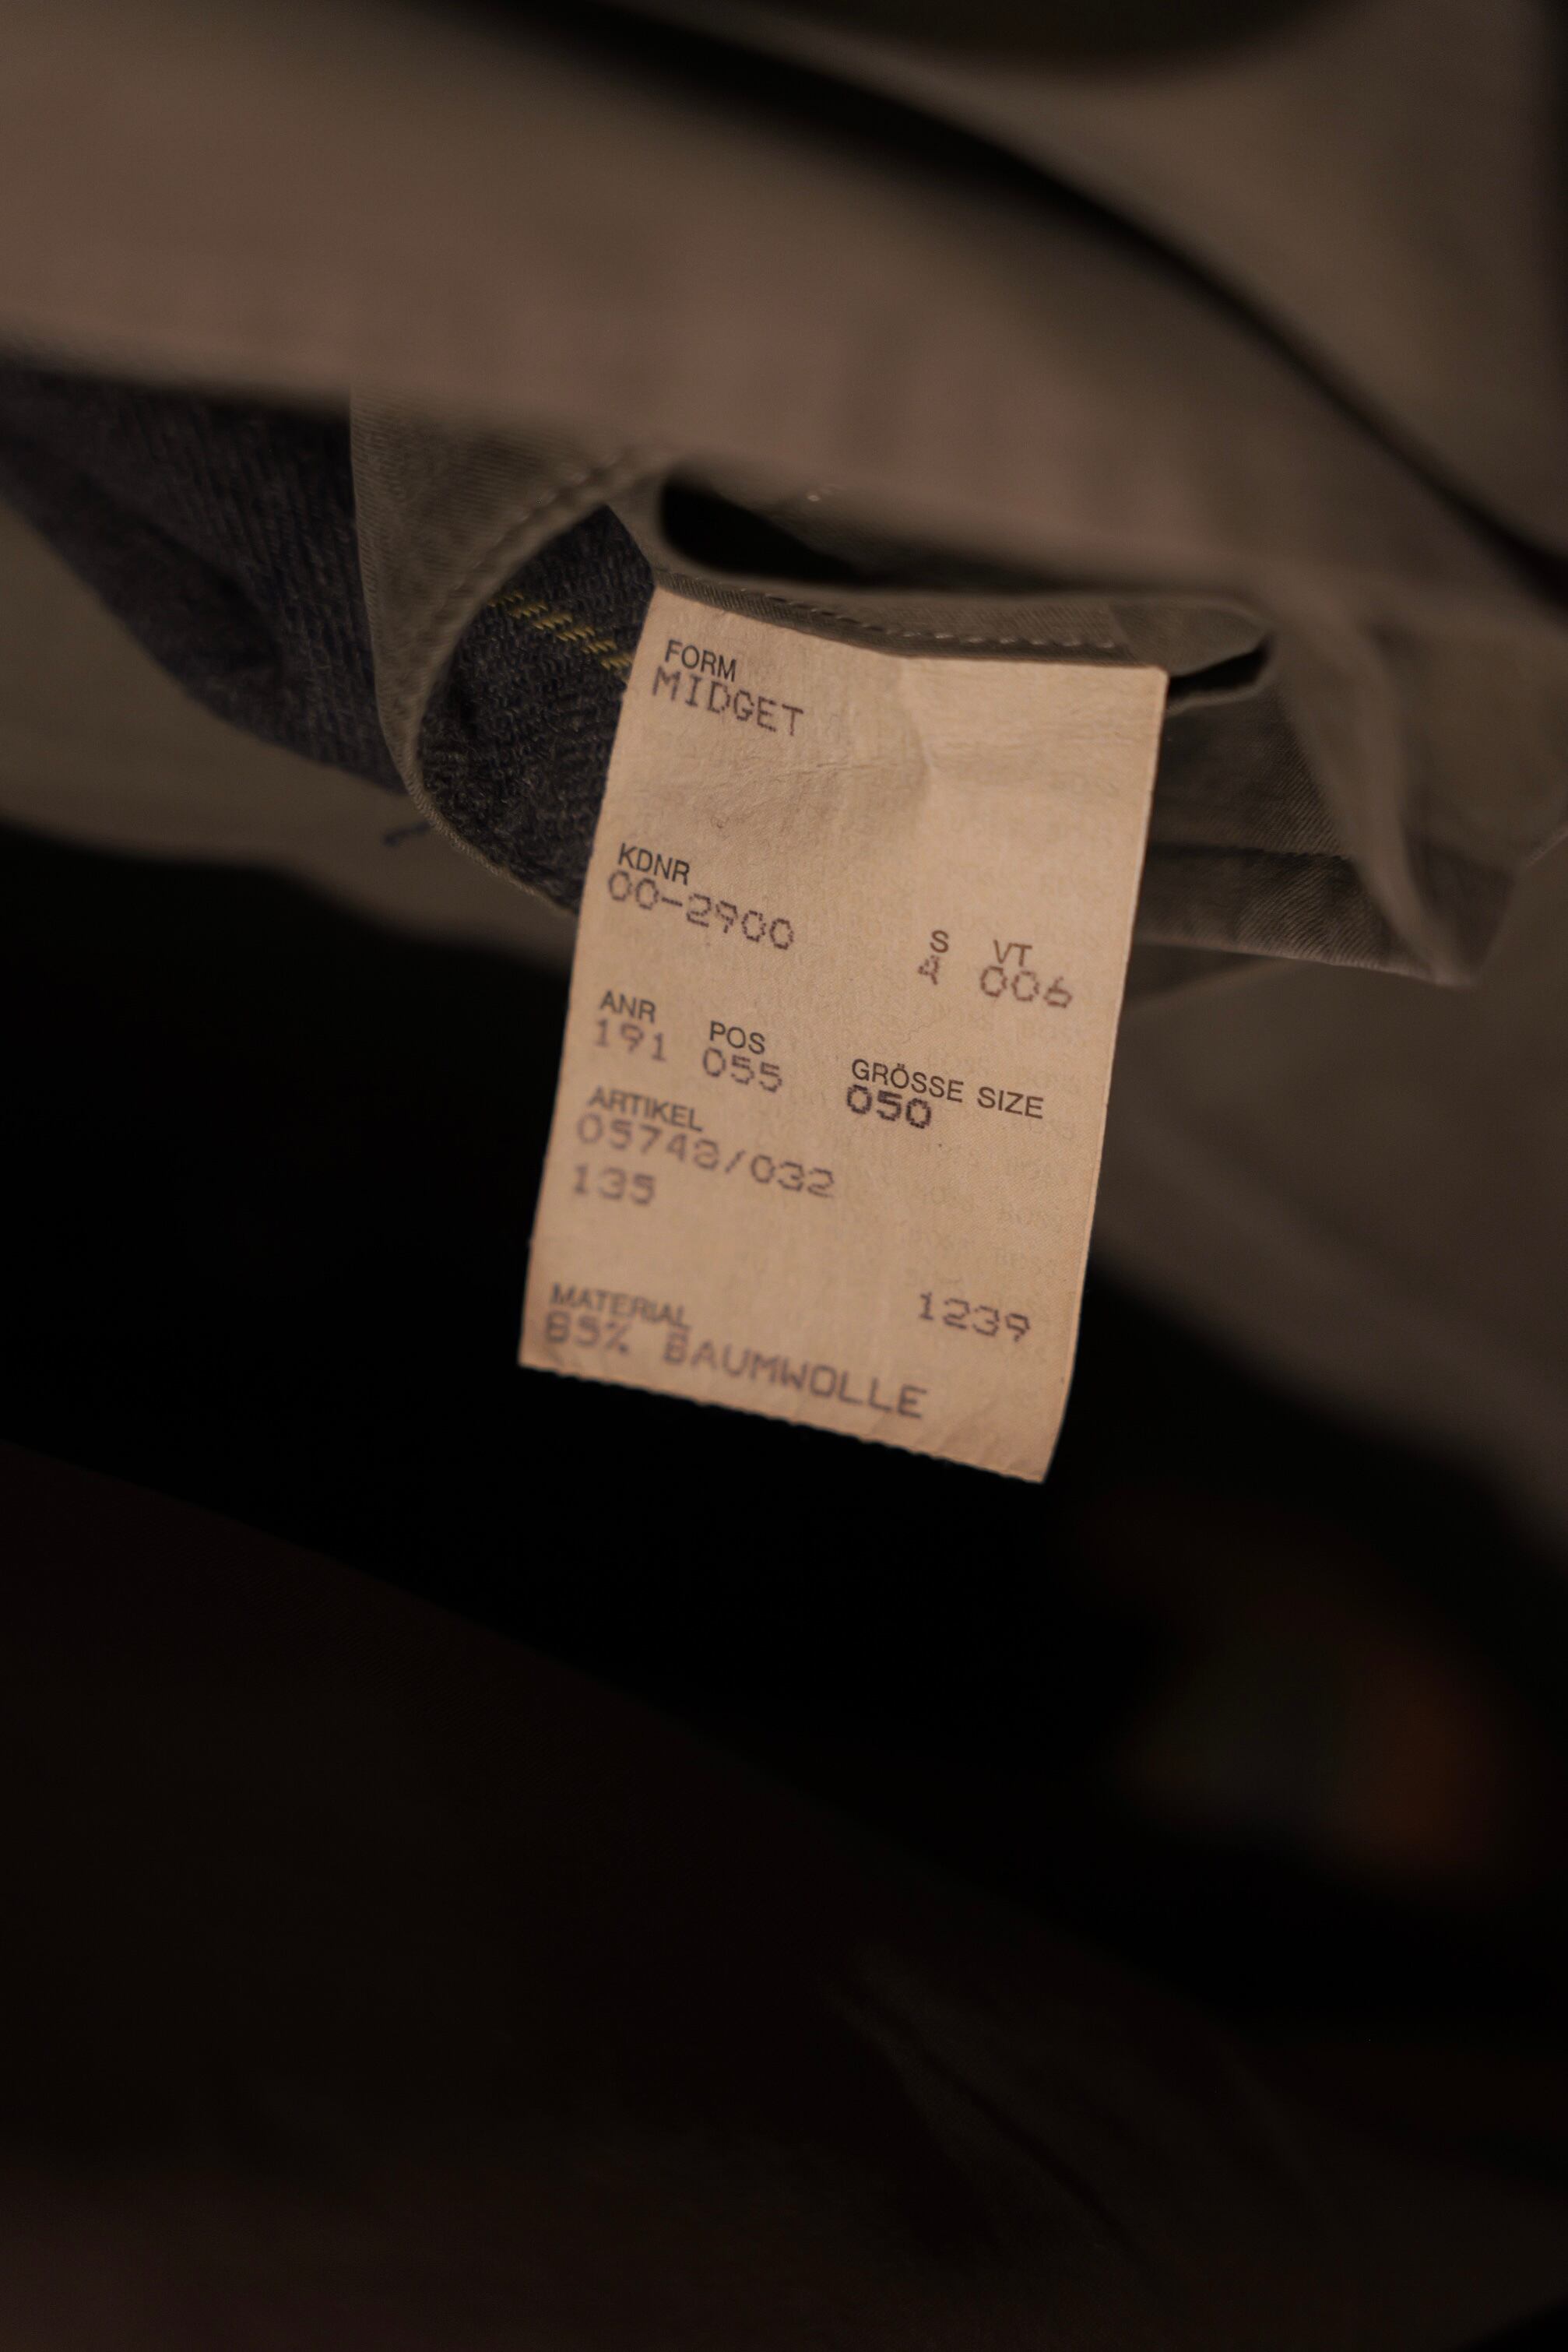 FORM
MIDGET
KDNR
00-2900
S VT
A 006
ANR POS GRÖSSE SIZE
191 055 050
ARTIKEL
05748/032
135
1239
MATERIAL
85% BAUMWOLLE